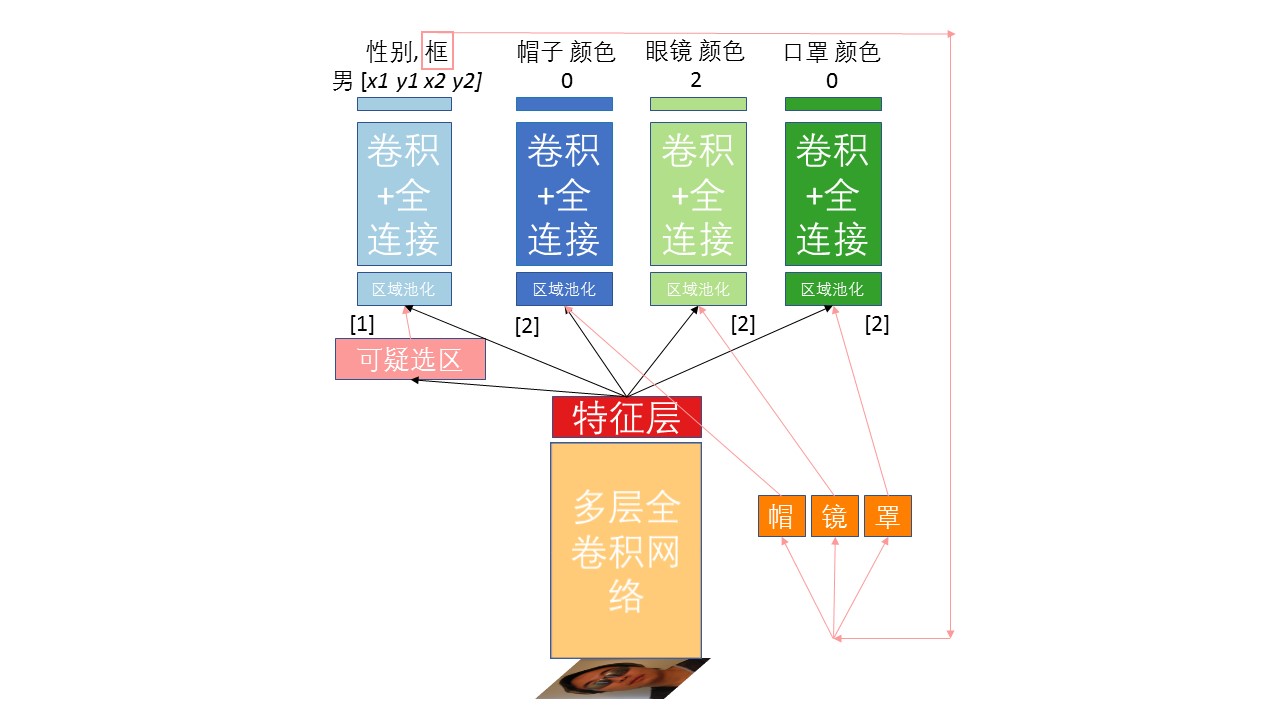 性别, 框
男 [x1 y1 x2 y2]
帽子 颜色
0
眼镜 颜色
2
口罩 颜色
0
卷积
+全
连接
卷积
+全
连接
卷积
+全
连接
卷积
+全
连接
区域池化
区域池化
区域池化
区域池化
[1]
[2]
[2]
[2]
可疑选区
特征层
多层全
卷积网
络
帽
镜
罩